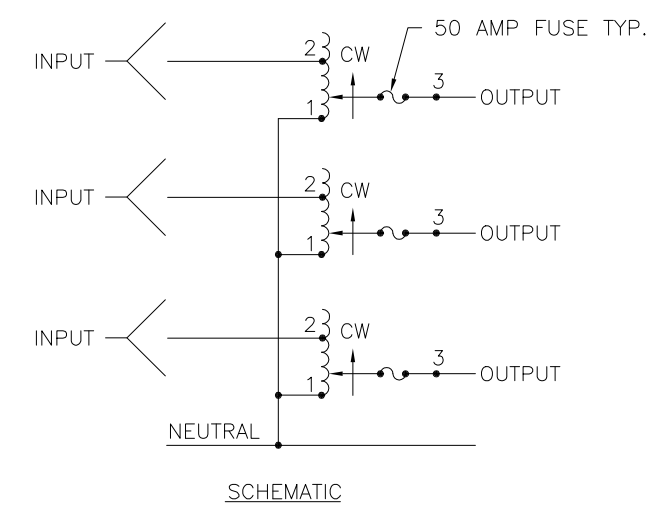 50 AMP FUSE TYP.
2 CW
INPUT
3
1 OUTPUT
2 CW
INPUT
3
1 OUTPUT
2 CW
INPUT
3
1 OUTPUT
NEUTRAL
SCHEMATIC